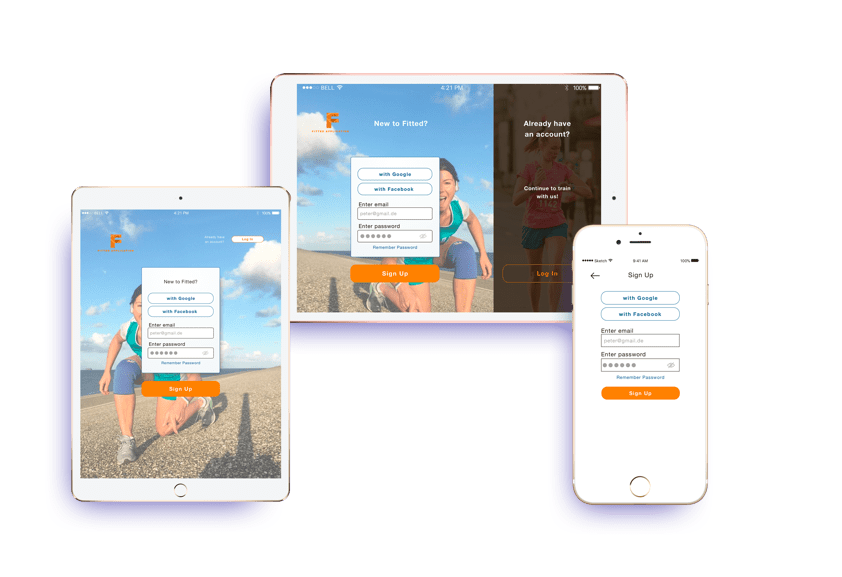 BELL
4:21 PM
100%
F
New to Fitted?
with Google
with Facebook
Enter email
peter@gmail.de
Enter password
Remember Password
Sign Up
Already have
an account?
Continue to train
with us!
Log In
BELL
4:21 PM
100%
F
Already have
an account?
Log In
New to Fitted?
with Google
with Facebook
Enter email
peter@gmail.de
Enter password
Remember Password
Sign Up
Sketch
9:41 AM
100%
Sign Up
with Google
with Facebook
Enter email
peter@gmail.de
Enter password
Remember Password
Sign Up